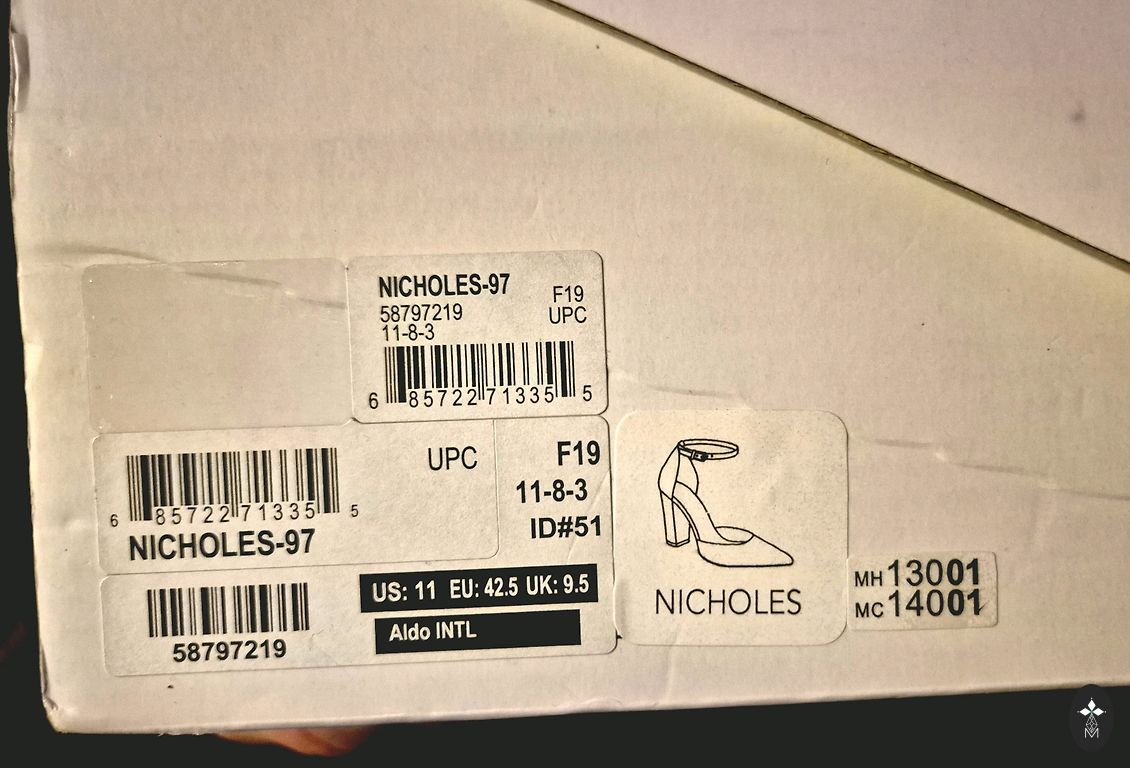 NICHOLES-97
58797219
11-8-3
F19
UPC
6 85722 71335 5
UPC
6 85722 71335 5
NICHOLES-97
F19
11-8-3
ID#51
58797219
US: 11 EU: 42.5 UK: 9.5
Aldo INTL
NICHOLES
MH 13001
MC 14001
M